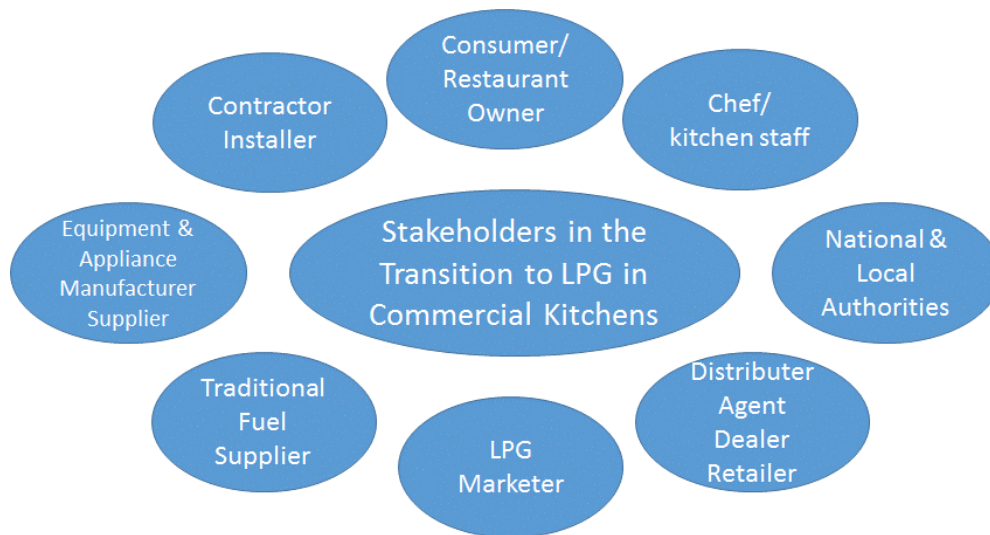 Consumer/
Restaurant
Owner
Contractor
Installer
Chef/
kitchen staff
Equipment &
Appliance
Manufacturer
Supplier
Stakeholders in the
Transition to LPG in
Commercial Kitchens
National &
Local
Authorities
Traditional
Fuel
Supplier
LPG
Marketer
Distributer
Agent
Dealer
Retailer